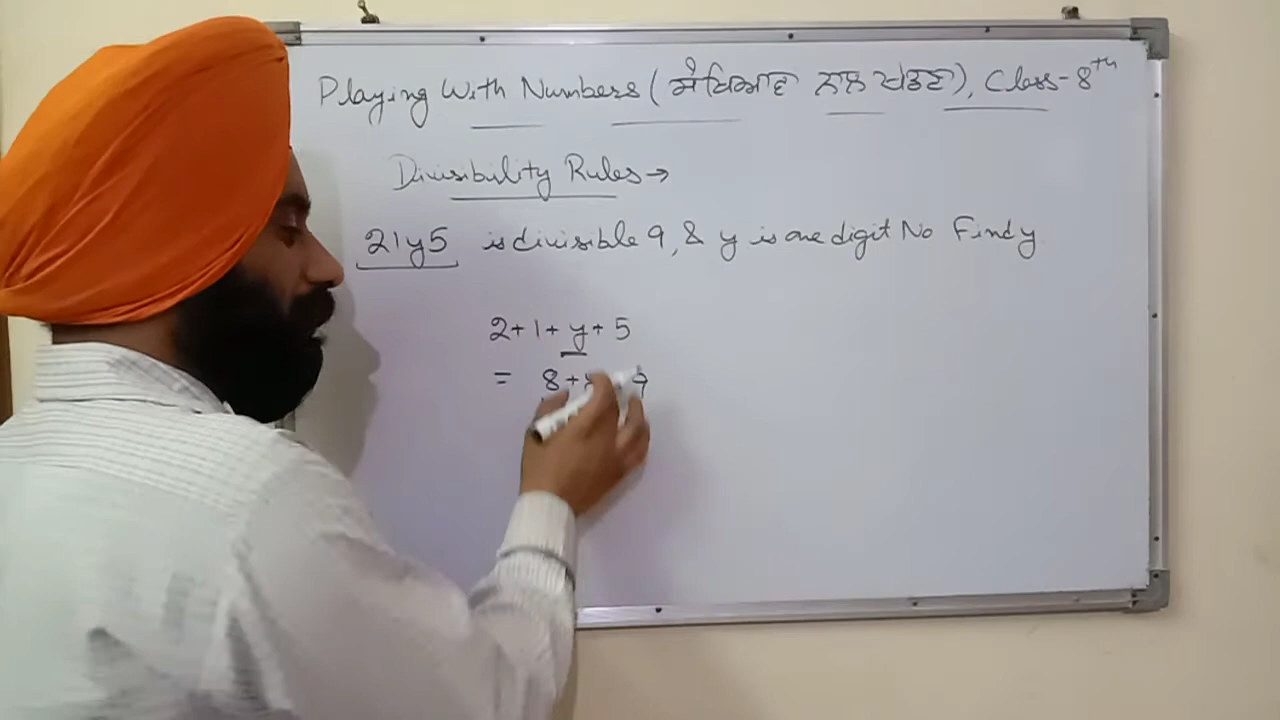 Playing With Numbers (ਸੰਖਿਆਵਾਂ ਨਾਲ ਖੇਡਣਾ), Class-8th
Divisibility Rules →
21y5 is divisible 9, & y is one digit No Find y
2+1+y+5
= 8+ 9